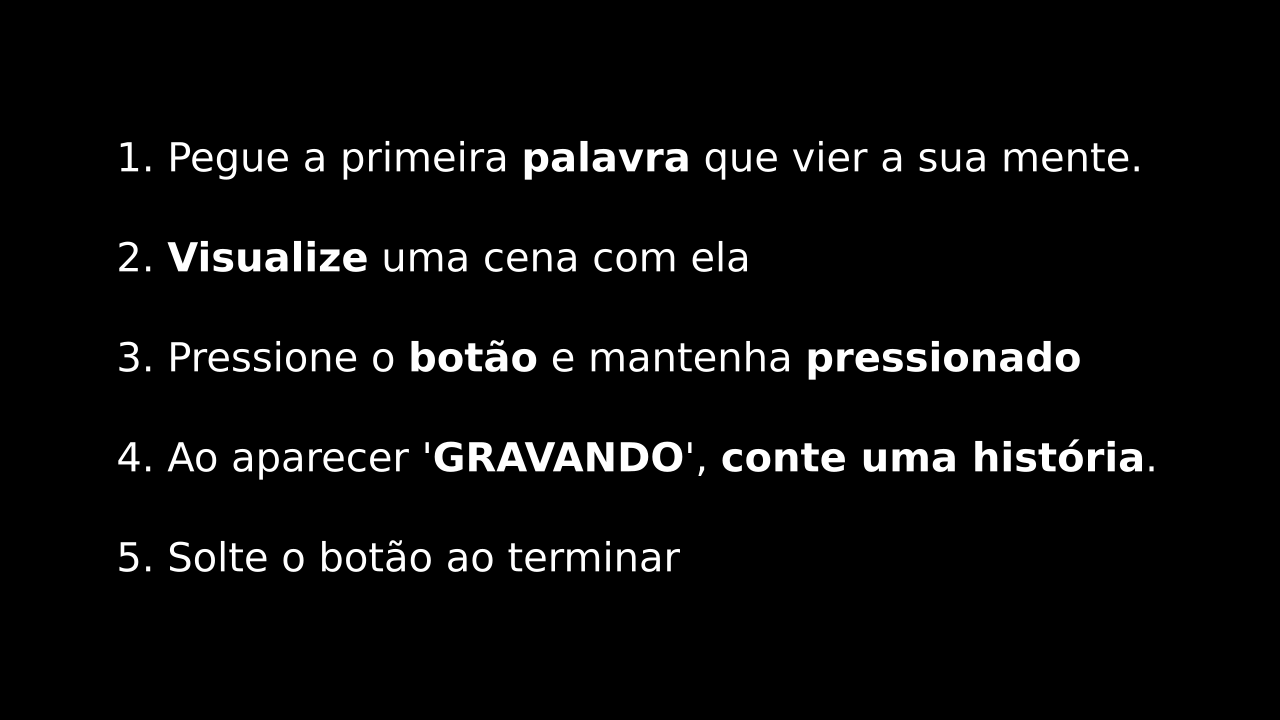 1. Pegue a primeira palavra que vier a sua mente.
2. Visualize uma cena com ela
3. Pressione o botão e mantenha pressionado
4. Ao aparecer 'GRAVANDO', conte uma história.
5. Solte o botão ao terminar